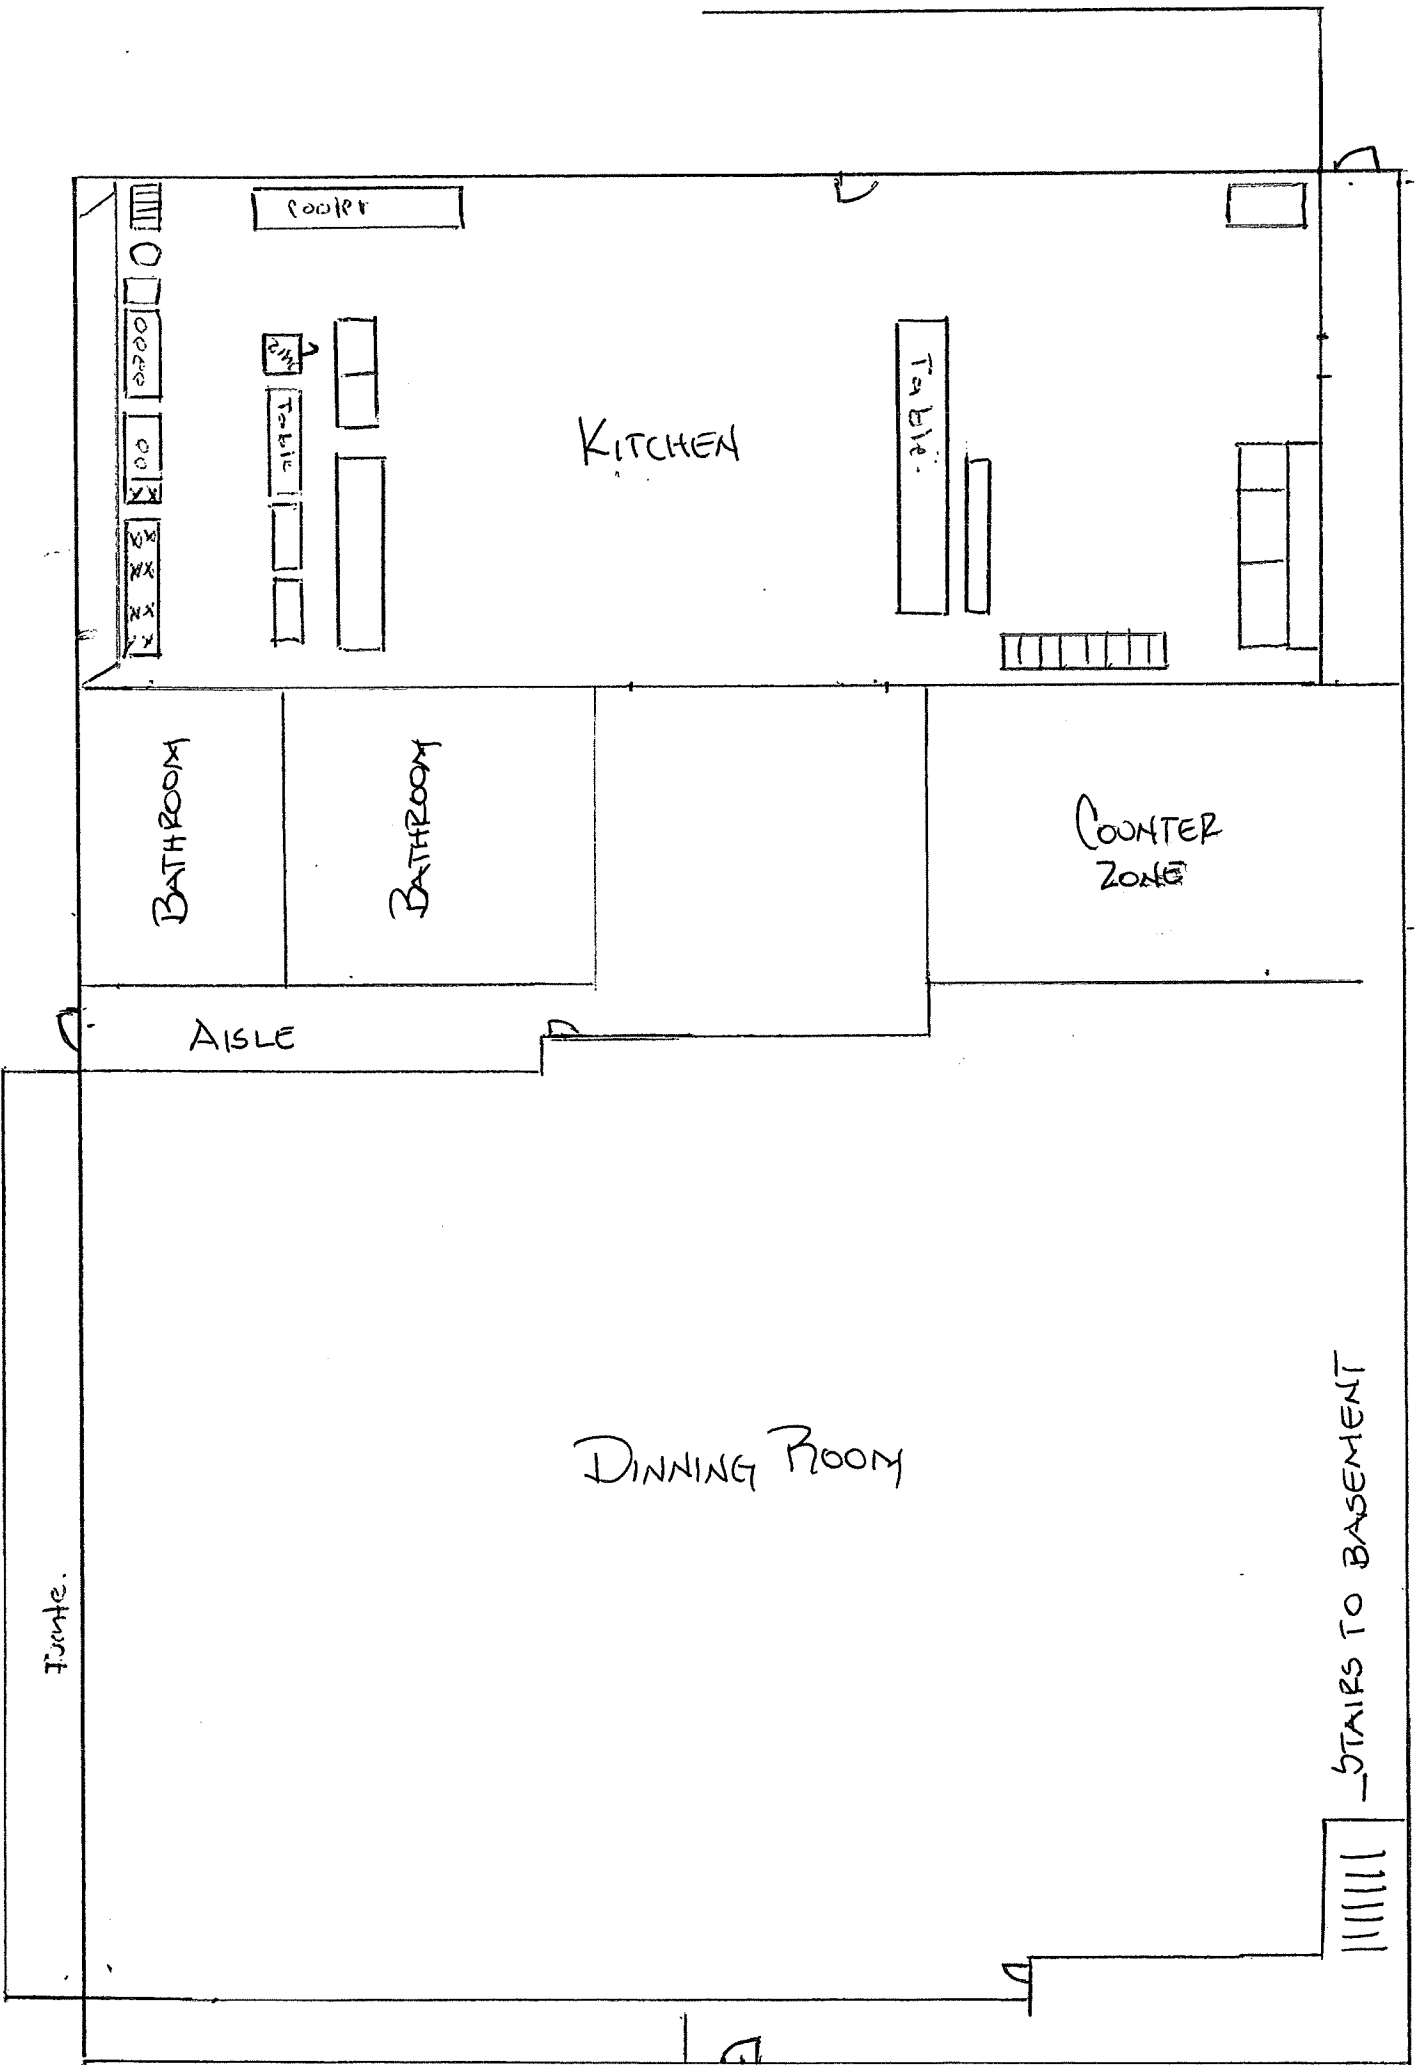 Cooler
Table
KITCHEN
Table.
BATHROOM
BATHROOM
COUNTER
ZONE
AISLE
DINNING ROOM
STAIRS TO BASEMENT